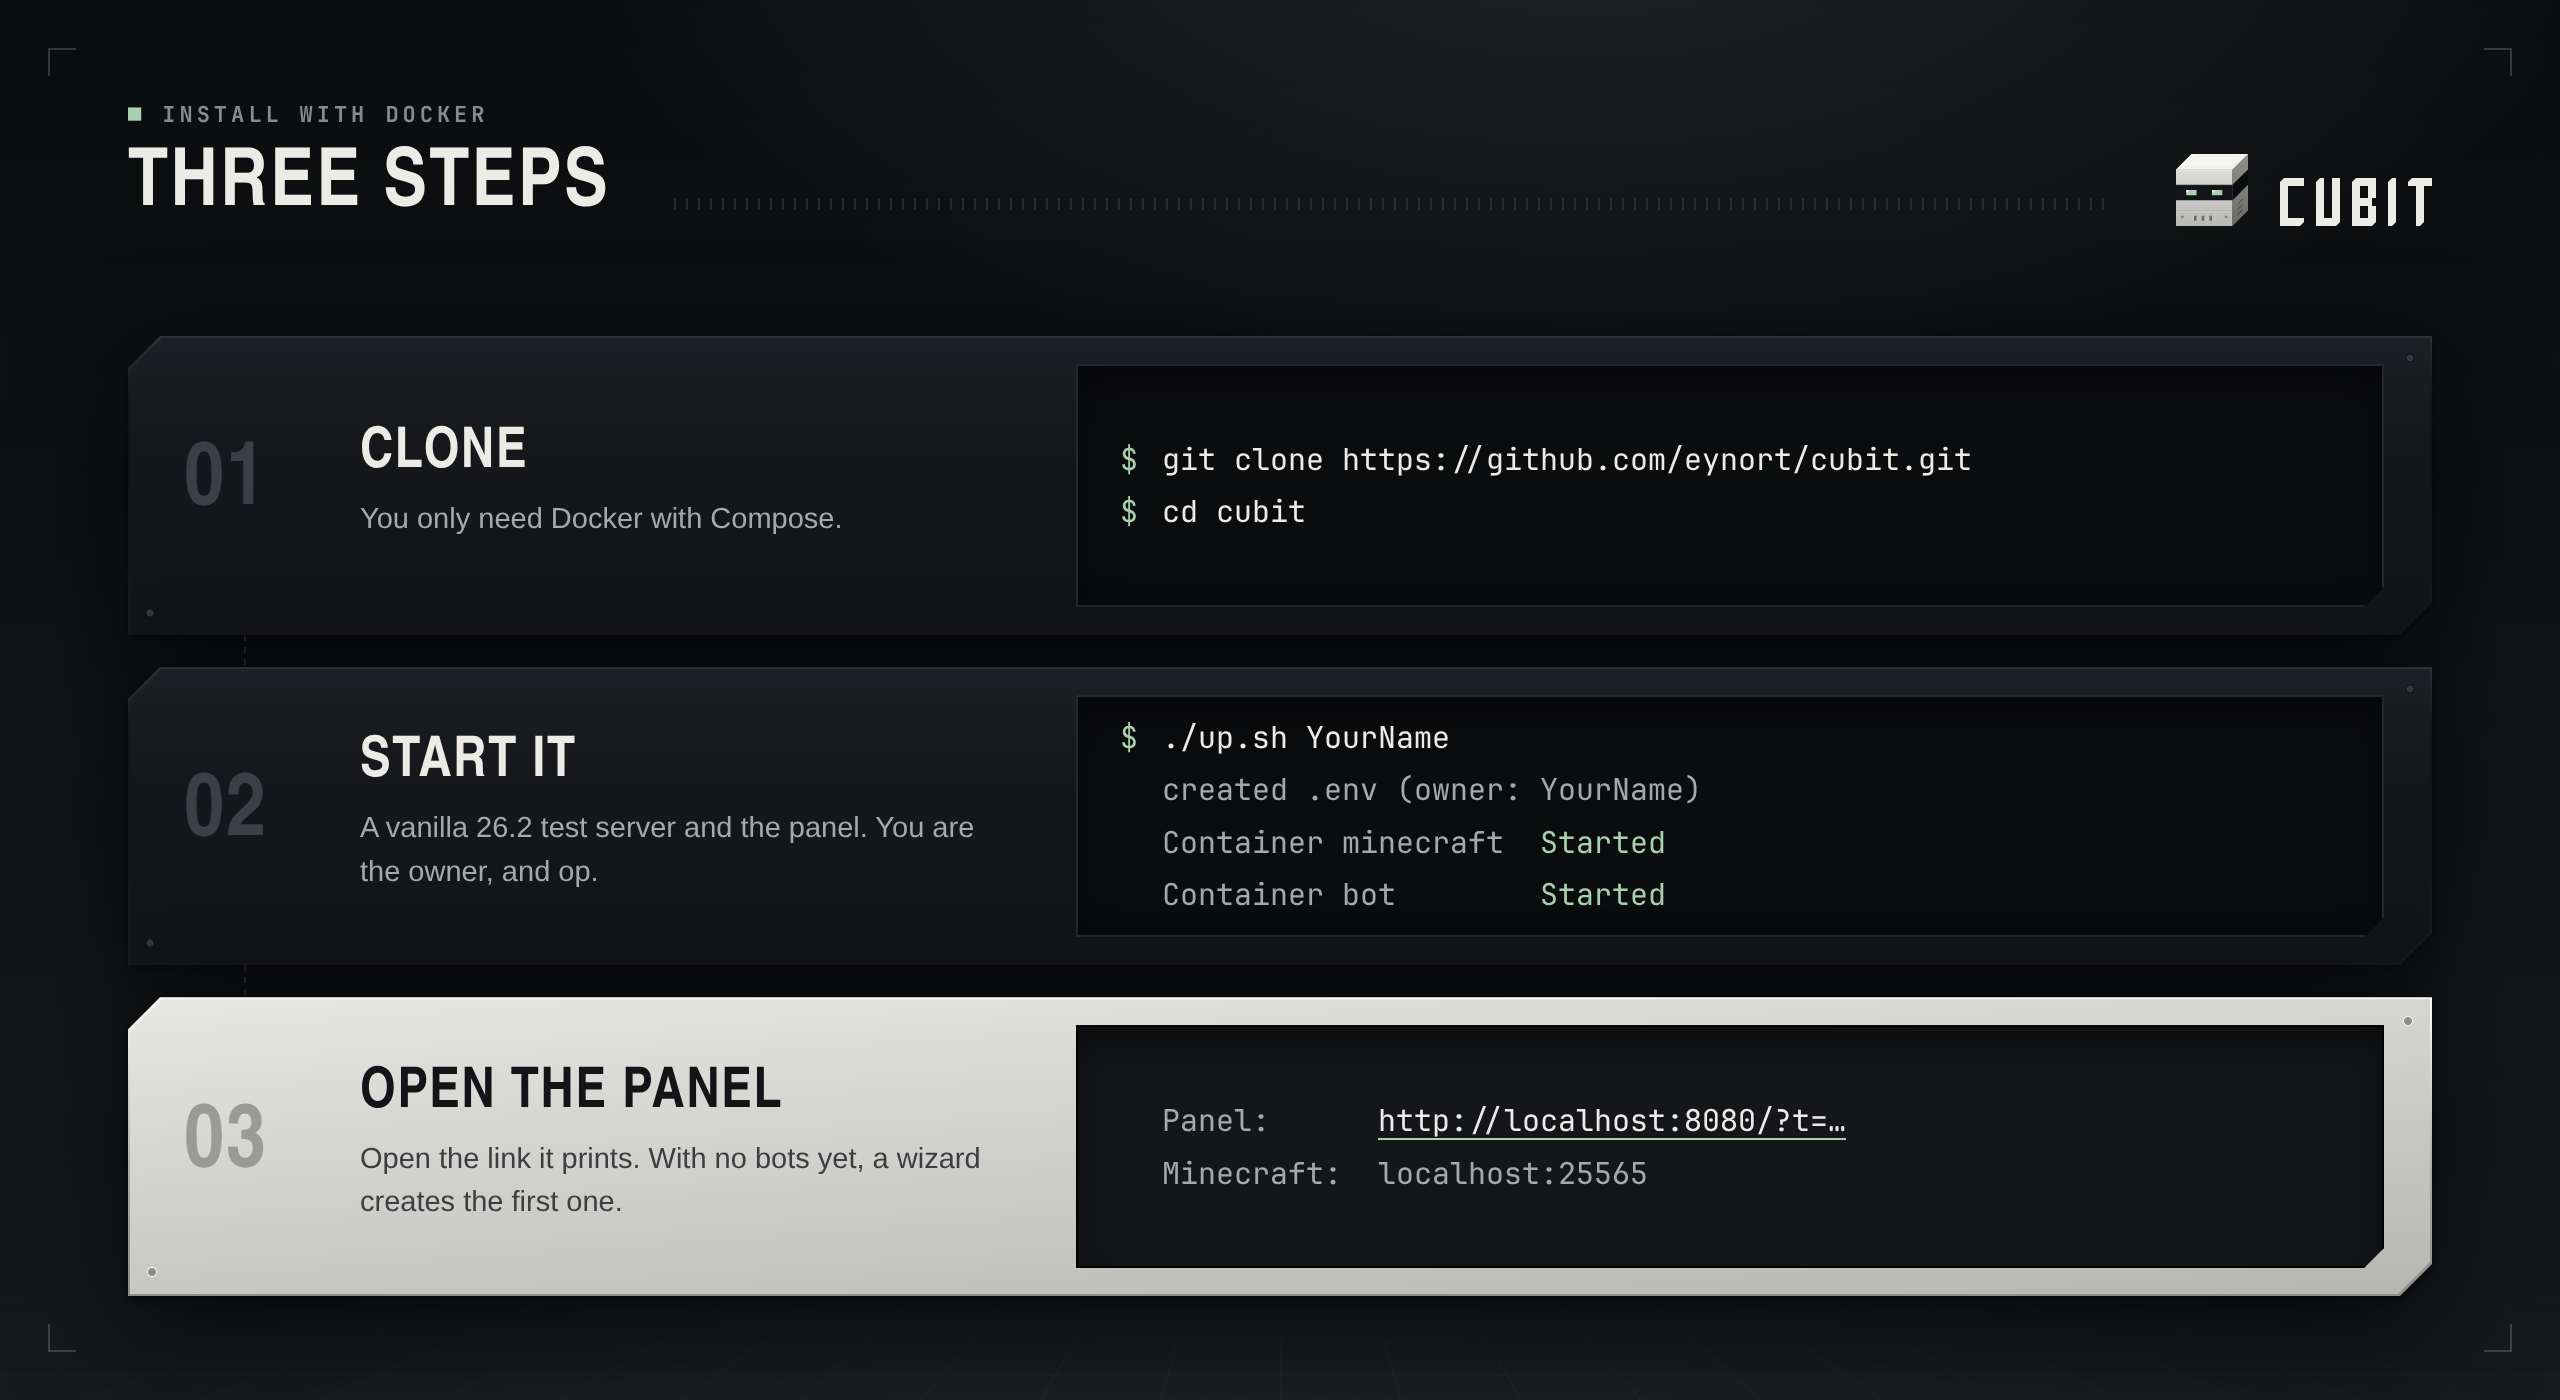 INSTALL WITH DOCKER
THREE STEPS
CUBIT
01
CLONE
You only need Docker with Compose.
$ git clone https://github.com/eynort/cubit.git
$ cd cubit
02
START IT
A vanilla 26.2 test server and the panel. You are
the owner, and op.
$ ./up.sh YourName
created .env (owner: YourName)
Container minecraft  Started
Container bot        Started
03
OPEN THE PANEL
Open the link it prints. With no bots yet, a wizard
creates the first one.
Panel:      http://localhost:8080/?t=…
Minecraft:  localhost:25565